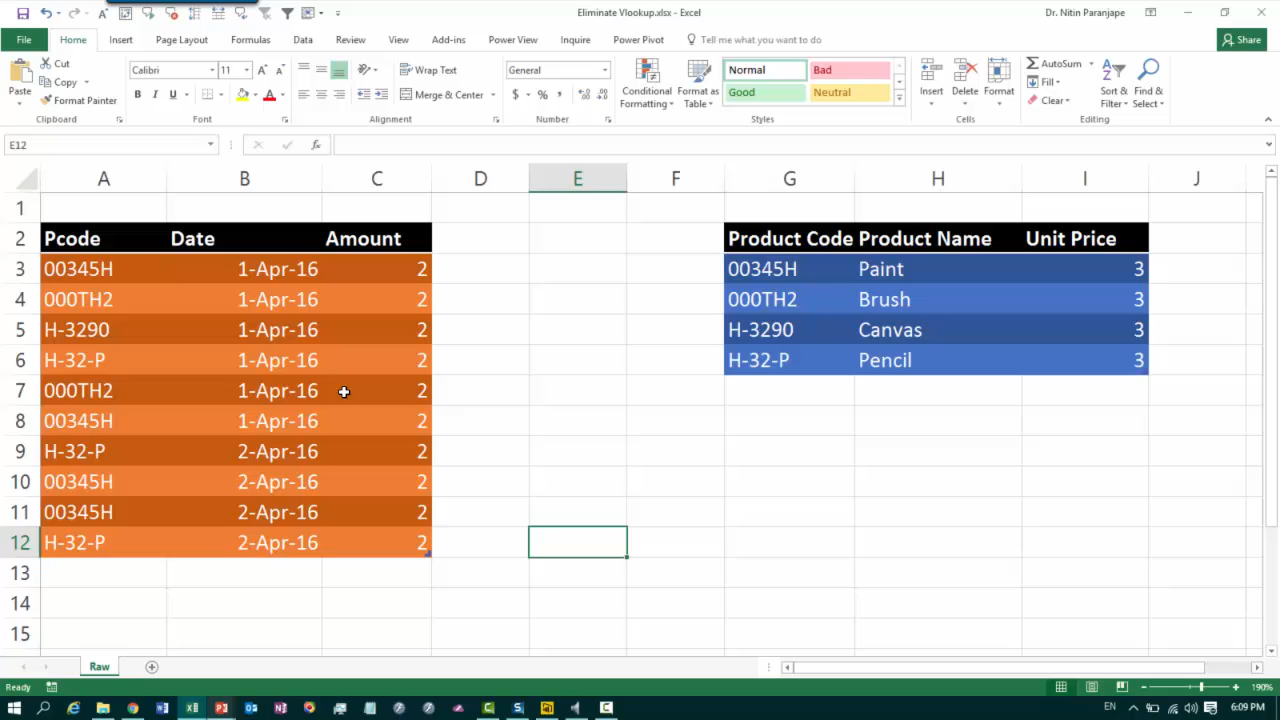 Eliminate Vlookup.xlsx - Excel
Dr. Nitin Paranjape
File Home Insert Page Layout Formulas Data Review View Add-ins Power View Inquire Power Pivot Tell me what you want to do Share
Paste Cut Copy Format Painter Clipboard
Calibri 11 B I U A Font
Wrap Text Merge & Center Alignment
General $ % , Number
Conditional Formatting Format as Table Normal Bad Good Neutral Styles
Insert Delete Format Cells
AutoSum Fill Clear Sort & Filter Find & Select Editing
E12 fx
A B C D E F G H I J
1
2 Pcode Date Amount Product Code Product Name Unit Price
3 00345H 1-Apr-16 2 00345H Paint 3
4 000TH2 1-Apr-16 2 000TH2 Brush 3
5 H-3290 1-Apr-16 2 H-3290 Canvas 3
6 H-32-P 1-Apr-16 2 H-32-P Pencil 3
7 000TH2 1-Apr-16 2
8 00345H 1-Apr-16 2
9 H-32-P 2-Apr-16 2
10 00345H 2-Apr-16 2
11 00345H 2-Apr-16 2
12 H-32-P 2-Apr-16 2
13
14
15
Raw
Ready 190%
EN 6:09 PM